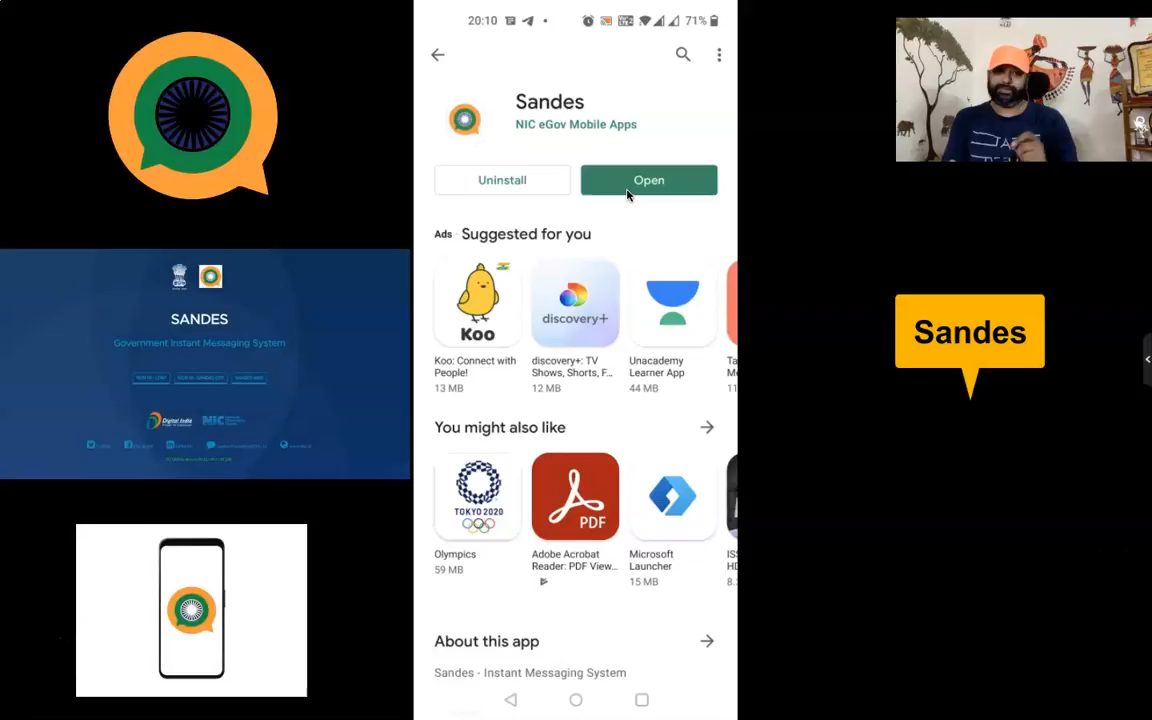 20:10
71%
Sandes
NIC eGov Mobile Apps
Uninstall
Open
Ads · Suggested for you
Koo
discovery+
Koo: Connect with People!
13 MB
discovery+: TV Shows, Shorts, F...
12 MB
Unacademy Learner App
44 MB
You might also like
TOKYO 2020
PDF
Olympics
59 MB
Adobe Acrobat Reader: PDF View...
Microsoft Launcher
15 MB
About this app
Sandes - Instant Messaging System
SANDES
Government Instant Messaging System
Digital India
NIC
Sandes